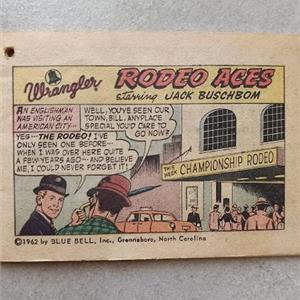 Wrangler
RODEO ACES
starring JACK BUSCHBOM
AN ENGLISHMAN
WAS VISITING AN
AMERICAN CITY--
WELL, YOU'VE SEEN OUR
TOWN, BILL. ANYPLACE
SPECIAL YOU'D CARE TO
GO NOW?
YES--THE RODEO! I'VE
ONLY SEEN ONE BEFORE--
WHEN I WAS OVER HERE QUITE
A FEW YEARS AGO--AND BELIEVE
ME, I COULD NEVER FORGET IT!
THIS
WEEK
CHAMPIONSHIP RODEO
©1962 by BLUE BELL, Inc., Greensboro, North Carolina